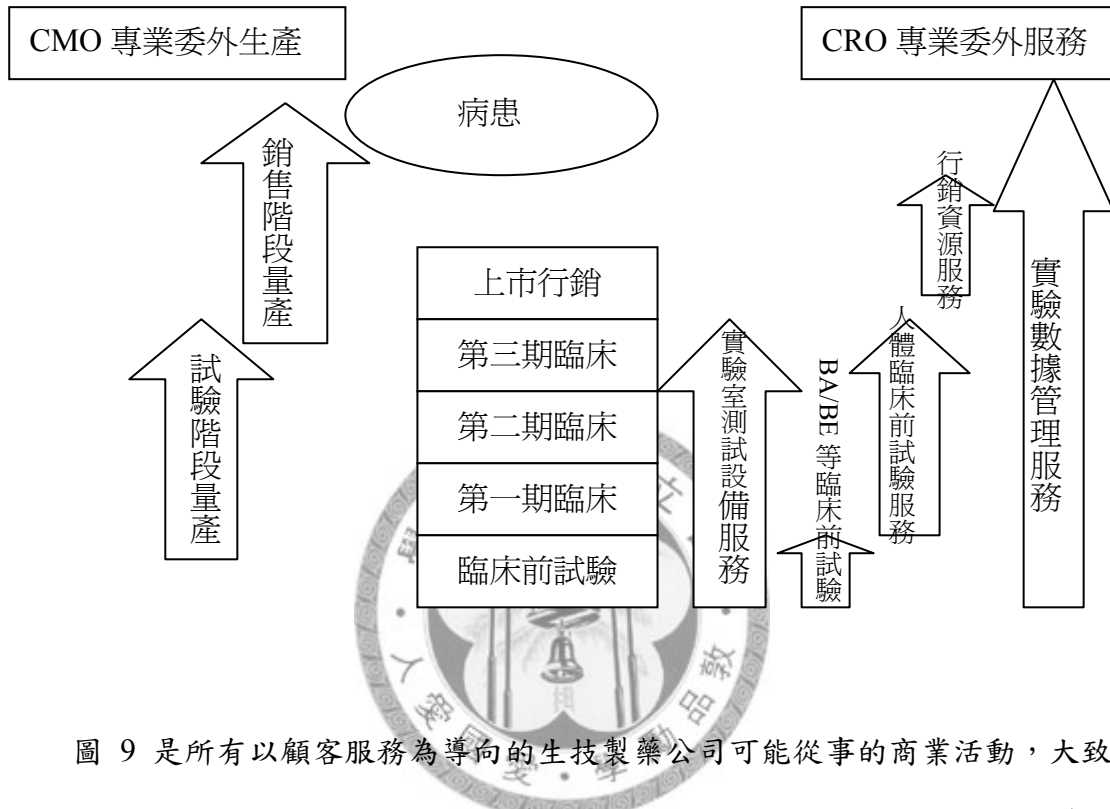 CMO 專業委外生產
CRO 專業委外服務
病患
銷售階段量產
試驗階段量產
上市行銷
第三期臨床
第二期臨床
第一期臨床
臨床前試驗
實驗室測試設備服務
BA/BE 等臨床前試驗
人體臨床前試驗服務
行銷資源服務
實驗數據管理服務
圖 9 是所有以顧客服務為導向的生技製藥公司可能從事的商業活動，大致